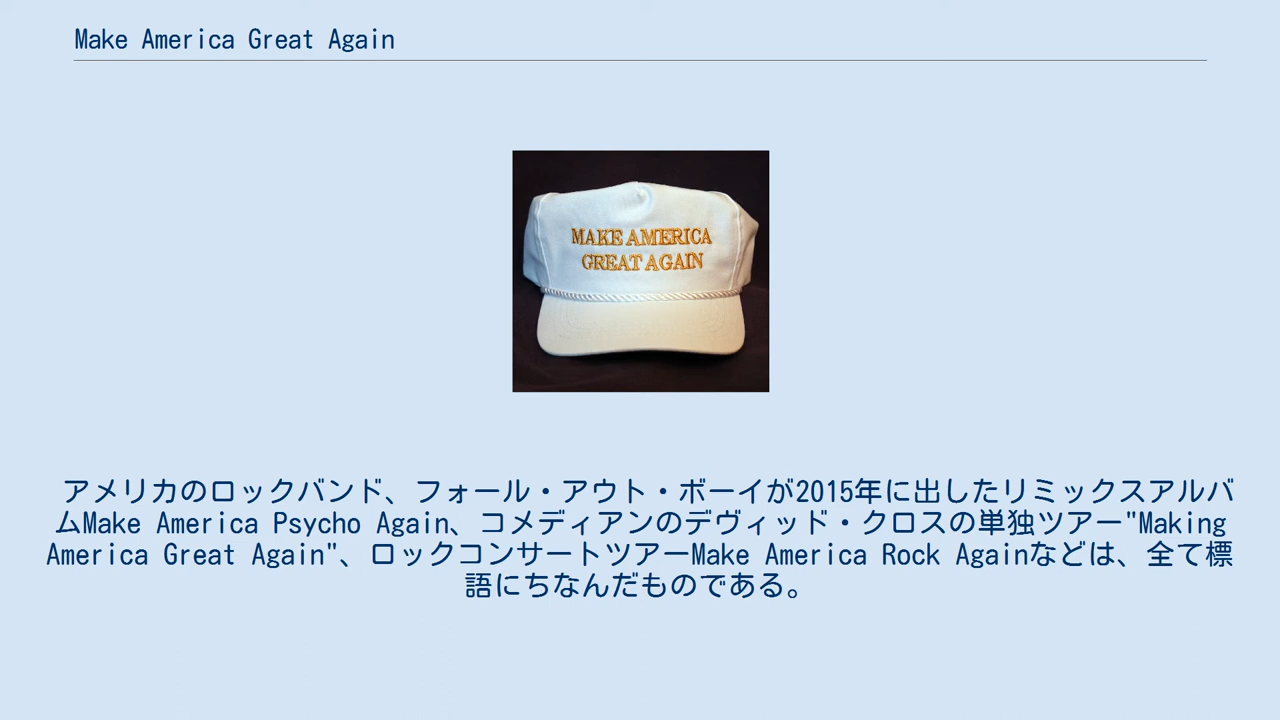 Make America Great Again
MAKE AMERICA
GREAT AGAIN
アメリカのロックバンド、フォール・アウト・ボーイが2015年に出したリミックスアルバ
ムMake America Psycho Again、コメディアンのデヴィッド・クロスの単独ツアー"Making
America Great Again"、ロックコンサートツアーMake America Rock Againなどは、全て標
語にちなんだものである。